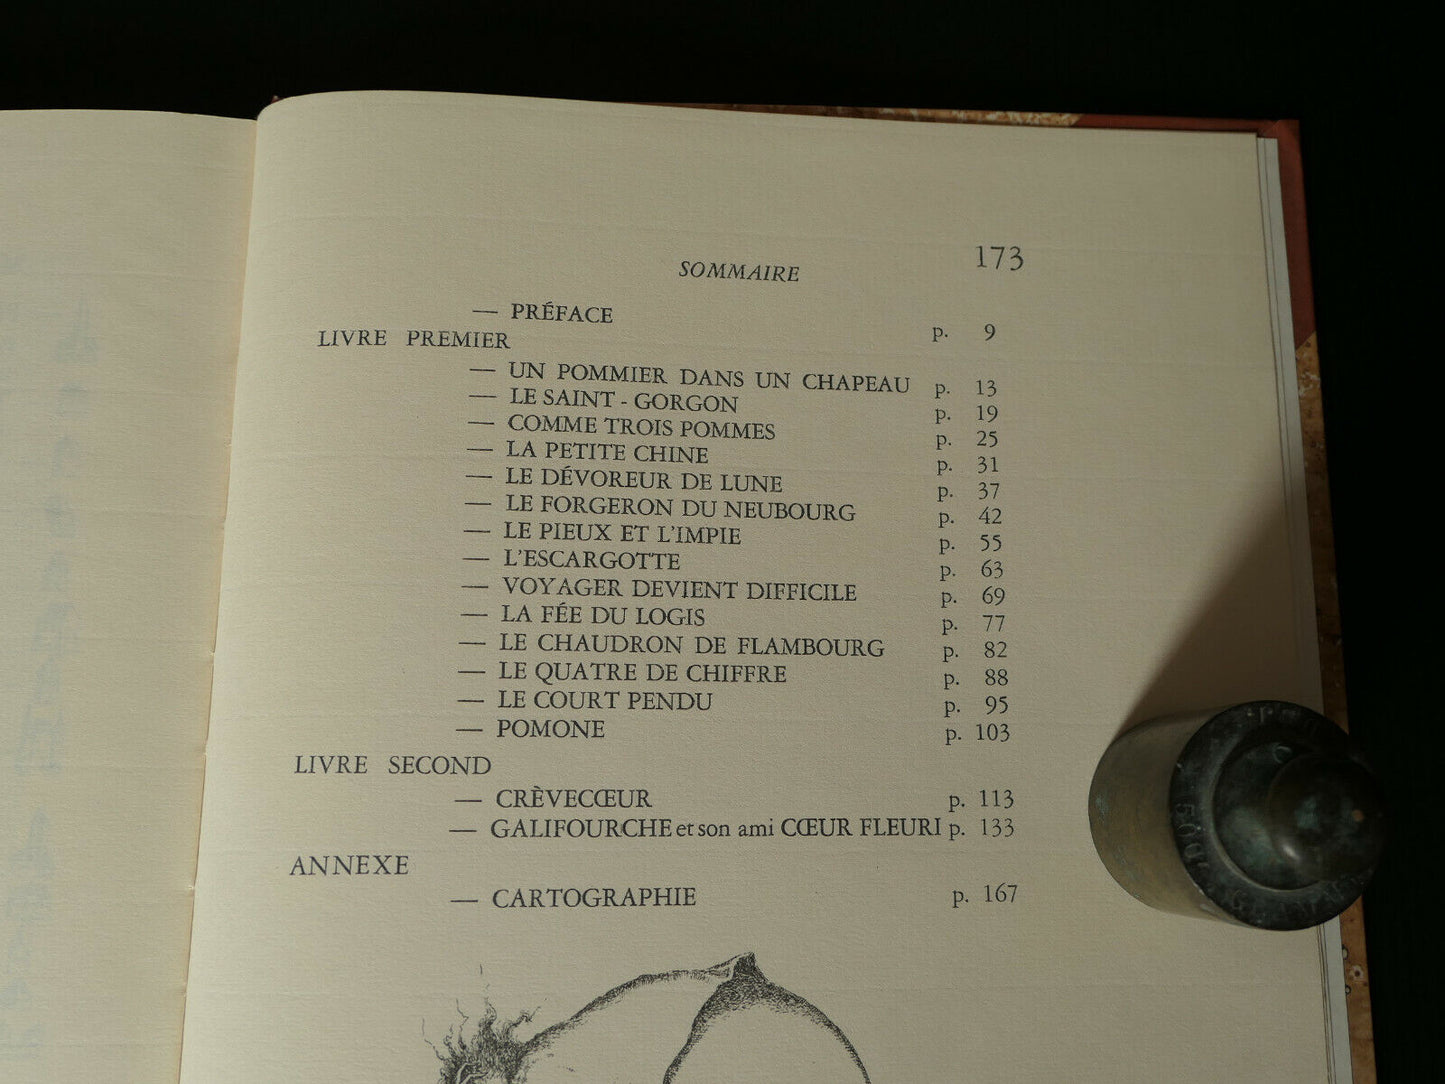 173
SOMMAIRE
— PRÉFACE p. 9
LIVRE PREMIER
— UN POMMIER DANS UN CHAPEAU p. 13
— LE SAINT - GORGON p. 19
— COMME TROIS POMMES p. 25
— LA PETITE CHINE p. 31
— LE DÉVOREUR DE LUNE p. 37
— LE FORGERON DU NEUBOURG p. 42
— LE PIEUX ET L'IMPIE p. 55
— L'ESCARGOTTE p. 63
— VOYAGER DEVIENT DIFFICILE p. 69
— LA FÉE DU LOGIS p. 77
— LE CHAUDRON DE FLAMBOURG p. 82
— LE QUATRE DE CHIFFRE p. 88
— LE COURT PENDU p. 95
— POMONE p. 103
LIVRE SECOND
— CRÈVECŒUR p. 113
— GALIFOURCHE et son ami CŒUR FLEURI p. 133
ANNEXE
— CARTOGRAPHIE p. 167